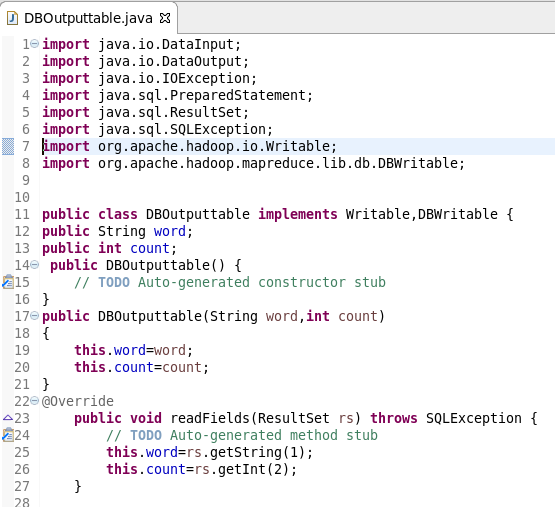 DBOutputtable.java
1 import java.io.DataInput;
2 import java.io.DataOutput;
3 import java.io.IOException;
4 import java.sql.PreparedStatement;
5 import java.sql.ResultSet;
6 import java.sql.SQLException;
7 import org.apache.hadoop.io.Writable;
8 import org.apache.hadoop.mapreduce.lib.db.DBWritable;
9
10
11 public class DBOutputtable implements Writable,DBWritable {
12 public String word;
13 public int count;
14  public DBOutputtable() {
15     // TODO Auto-generated constructor stub
16 }
17 public DBOutputtable(String word,int count)
18 {
19     this.word=word;
20     this.count=count;
21 }
22 @Override
23     public void readFields(ResultSet rs) throws SQLException {
24         // TODO Auto-generated method stub
25         this.word=rs.getString(1);
26         this.count=rs.getInt(2);
27     }
28